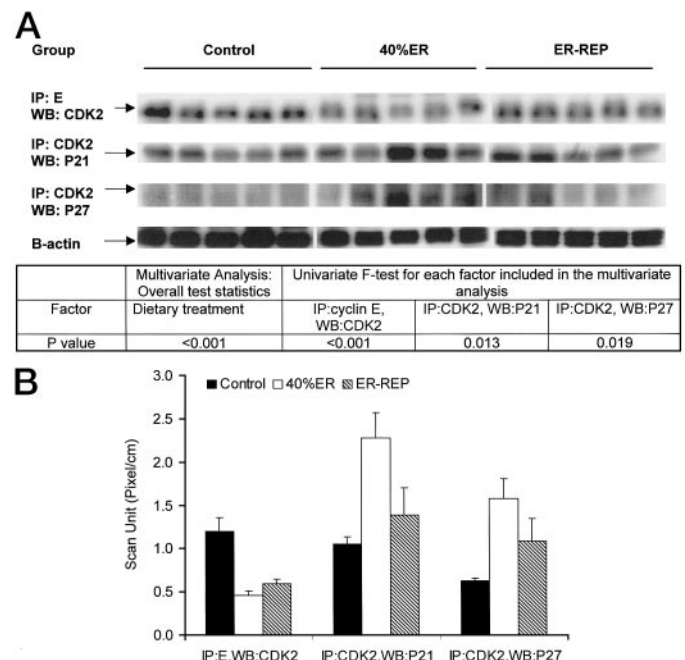 A
Group Control 40%ER ER-REP
IP: E
WB: CDK2
IP: CDK2
WB: P21
IP: CDK2
WB: P27
B-actin
Multivariate Analysis: Overall test statistics Univariate F-test for each factor included in the multivariate analysis
Factor Dietary treatment IP:cyclin E, WB:CDK2 IP:CDK2, WB:P21 IP:CDK2, WB:P27
P value <0.001 <0.001 0.013 0.019
B
Control 40%ER ER-REP
Scan Unit (Pixel/cm)
3.0
2.5
2.0
1.5
1.0
0.5
0.0
IP:E,WB:CDK2 IP:CDK2,WB:P21 IP:CDK2,WB:P27